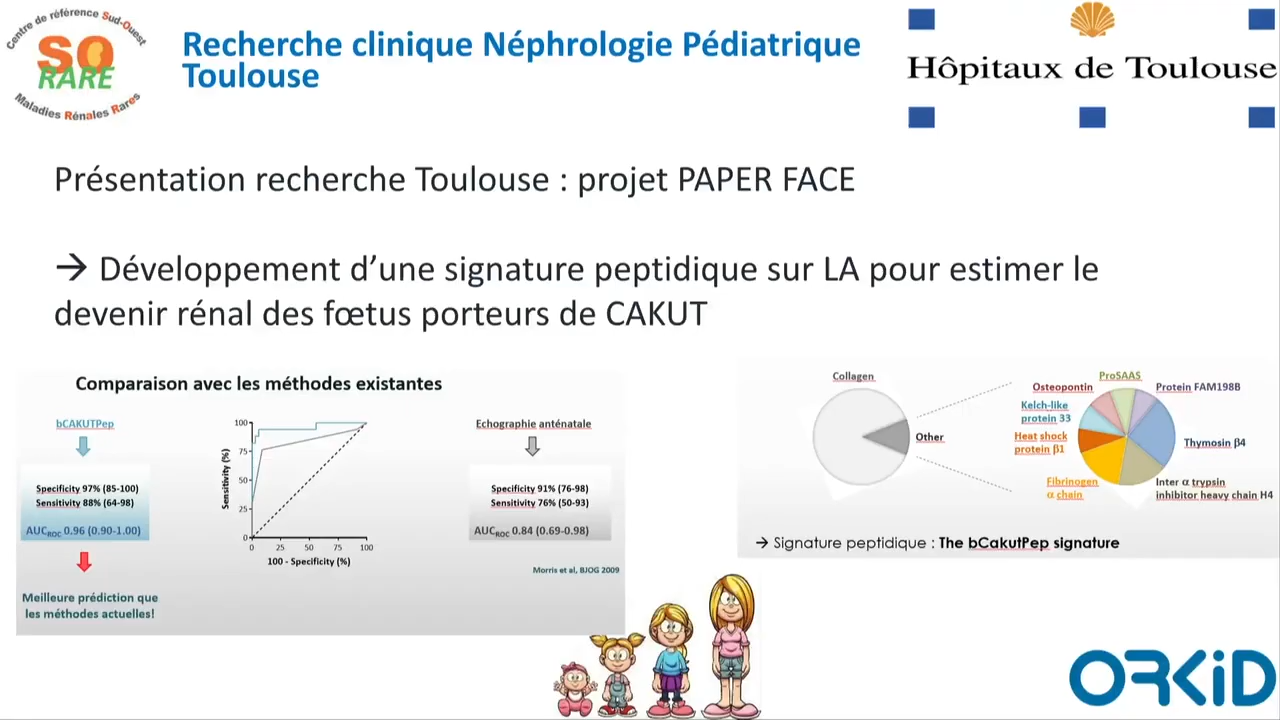 Centre de référence Sud-Ouest
SO
RARE
Maladies Rénales Rares
Recherche clinique Néphrologie Pédiatrique
Toulouse
Hôpitaux de Toulouse
Présentation recherche Toulouse : projet PAPER FACE
→ Développement d’une signature peptidique sur LA pour estimer le
devenir rénal des fœtus porteurs de CAKUT
Comparaison avec les méthodes existantes
bCAKUTPep
Specificity 97% (85-100)
Sensitivity 88% (64-98)
AUCROC 0.96 (0.90-1.00)
Meilleure prédiction que
les méthodes actuelles!
Sensitivity (%)
100
75
50
25
0
0 25 50 75 100
100 - Specificity (%)
Echographie anténatale
Specificity 91% (76-98)
Sensitivity 76% (50-93)
AUCROC 0.84 (0.69-0.98)
Morris et al, BJOG 2009
Collagen
Other
ProSAAS
Osteopontin
Protein FAM198B
Kelch-like
protein 33
Heat shock
protein β1
Thymosin β4
Fibrinogen
α chain
Inter α trypsin
inhibitor heavy chain H4
→ Signature peptidique : The bCakutPep signature
ORKiD